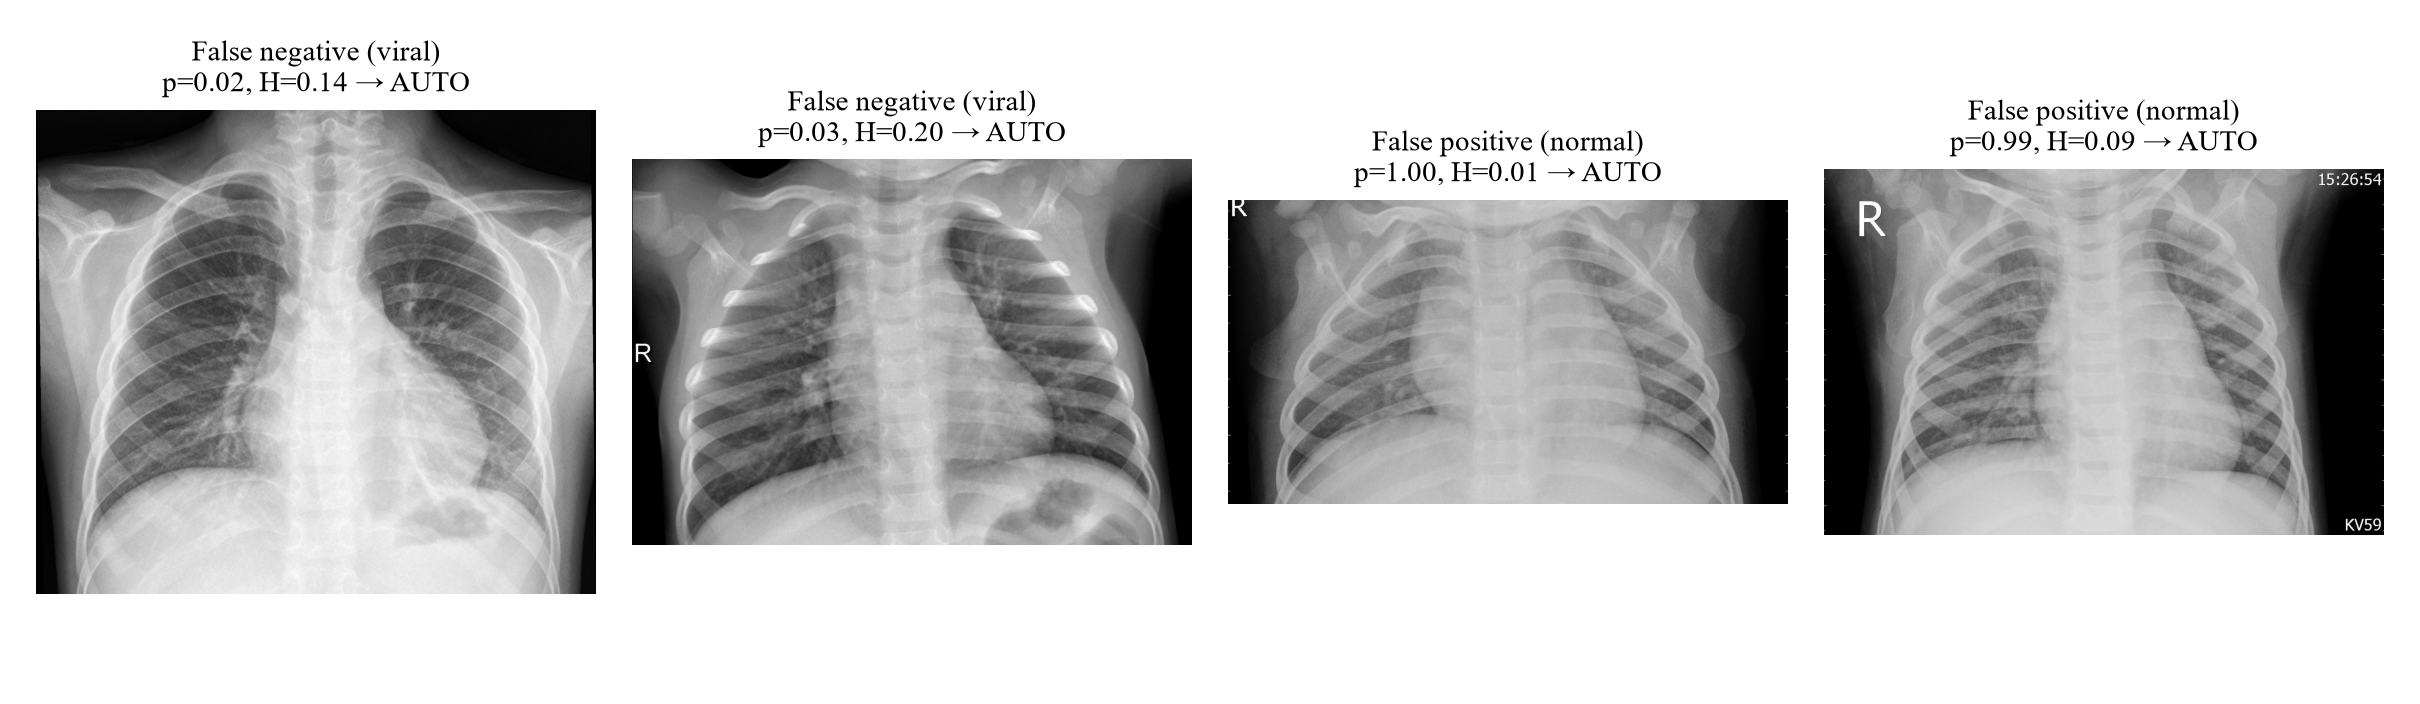 False negative (viral)
p=0.02, H=0.14 → AUTO
False negative (viral)
p=0.03, H=0.20 → AUTO
R
False positive (normal)
p=1.00, H=0.01 → AUTO
R
False positive (normal)
p=0.99, H=0.09 → AUTO
15:26:54
R
KV59